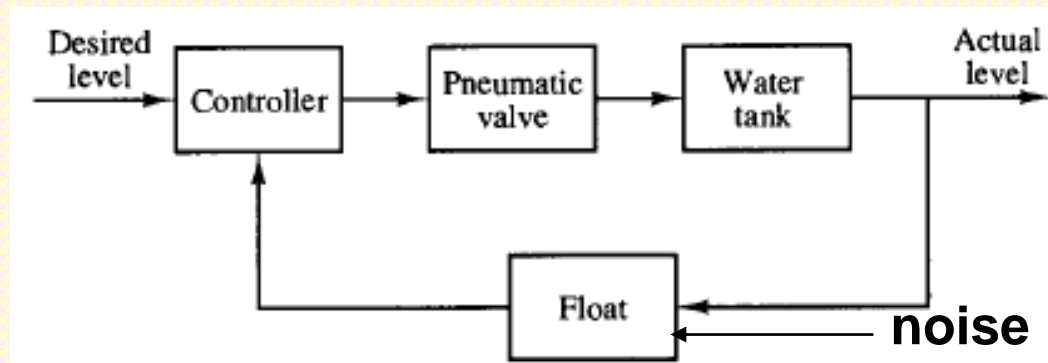 Desired
level
Controller
Pneumatic
valve
Water
tank
Actual
level
Float
noise